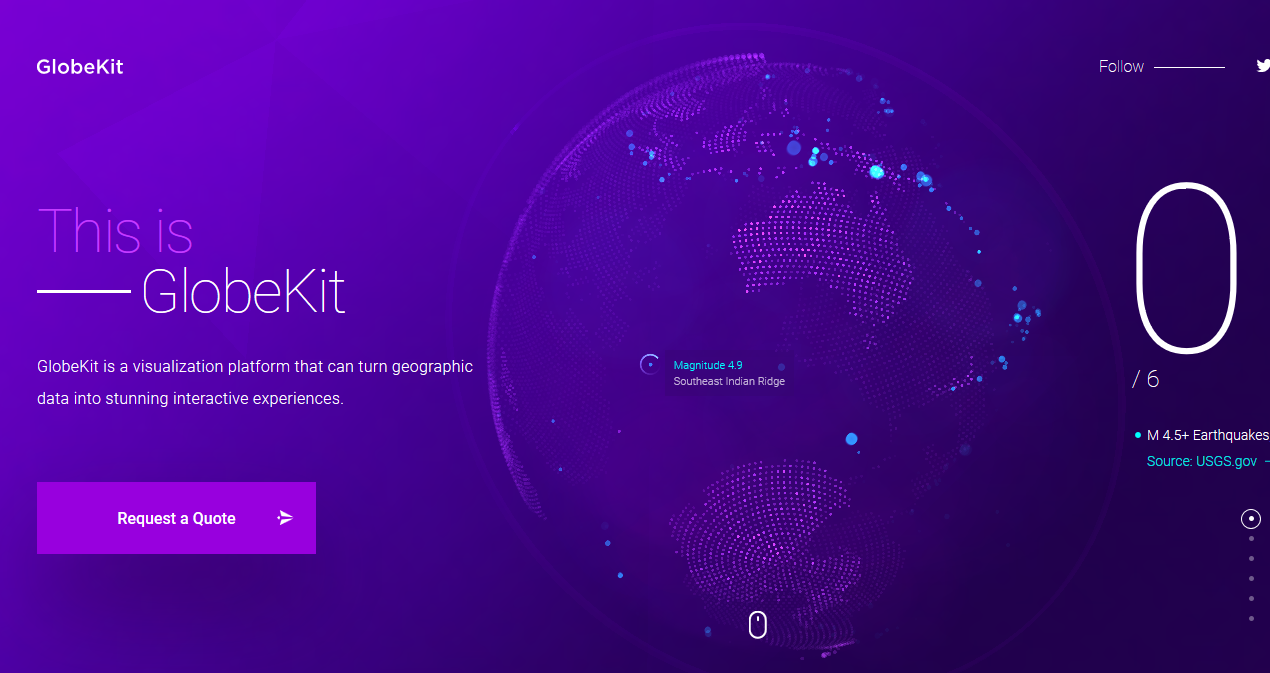 GlobeKit
Follow
This is
GlobeKit
GlobeKit is a visualization platform that can turn geographic
data into stunning interactive experiences.
Request a Quote
Magnitude 4.9
Southeast Indian Ridge
0
/ 6
M 4.5+ Earthquakes
Source: USGS.gov